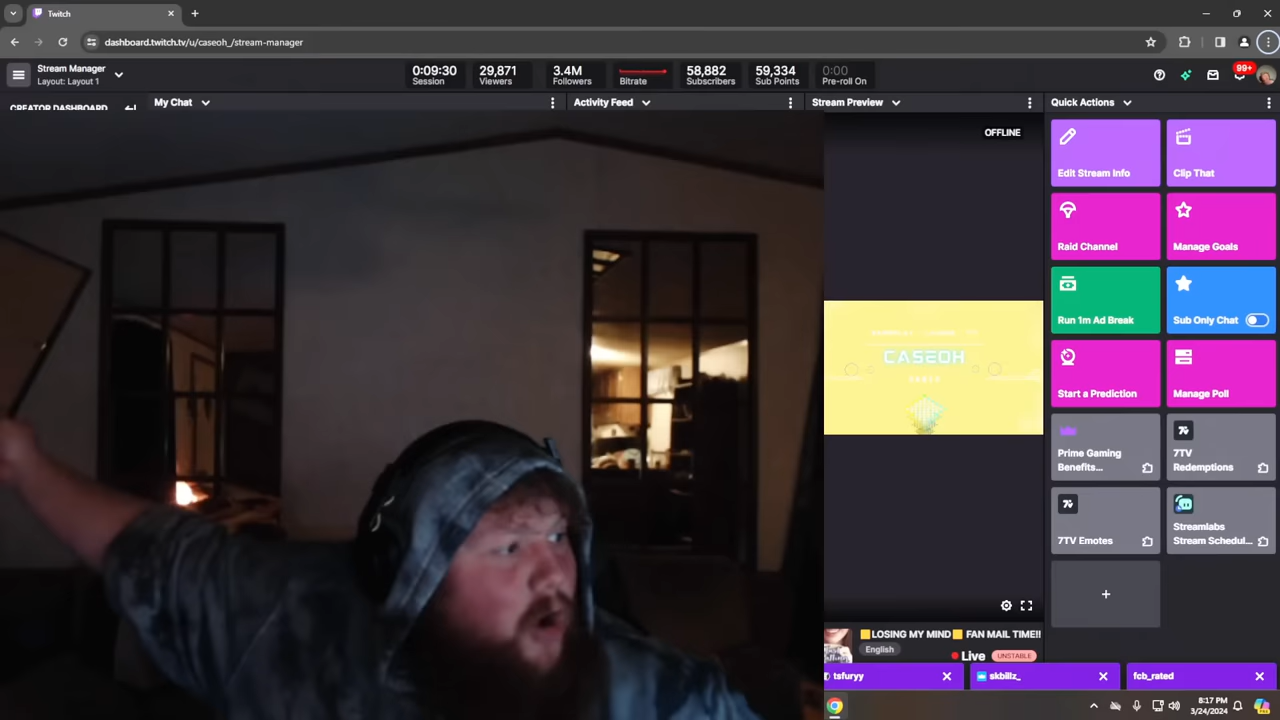 Twitch
dashboard.twitch.tv/u/caseoh_/stream-manager
Stream Manager
Layout: Layout 1
0:09:30
Session
29,871
Viewers
3.4M
Followers
Bitrate
58,882
Subscribers
59,334
Sub Points
0:00
Pre-roll On
99+
CREATOR DASHBOARD
My Chat
Activity Feed
Stream Preview
Quick Actions
OFFLINE
CASEOH
Edit Stream Info
Clip That
Raid Channel
Manage Goals
Run 1m Ad Break
Sub Only Chat
Start a Prediction
Manage Poll
Prime Gaming
Benefits...
7TV
Redemptions
7TV Emotes
Streamlabs
Stream Schedul...
+
LOSING MY MIND FAN MAIL TIME!!
English
Live
UNSTABLE
tsfuryy
skbillz_
fcb_rated
8:17 PM
3/24/2024